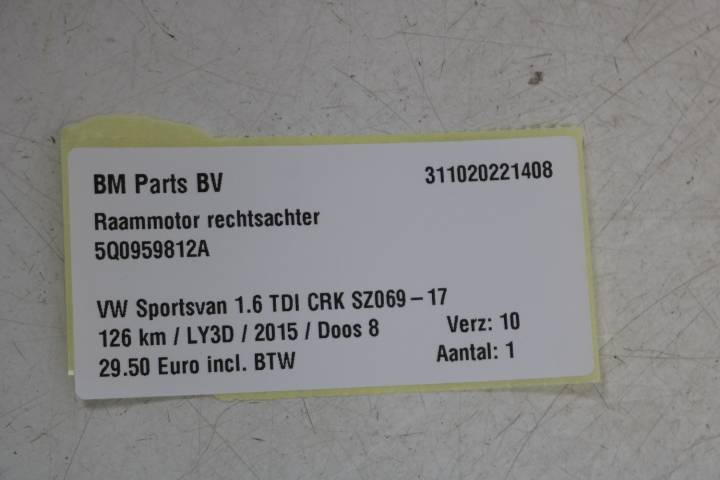 BM Parts BV 311020221408
Raammotor rechtsachter
5Q0959812A
VW Sportsvan 1.6 TDI CRK SZ069 – 17
126 km / LY3D / 2015 / Doos 8 Verz: 10
29.50 Euro incl. BTW Aantal: 1